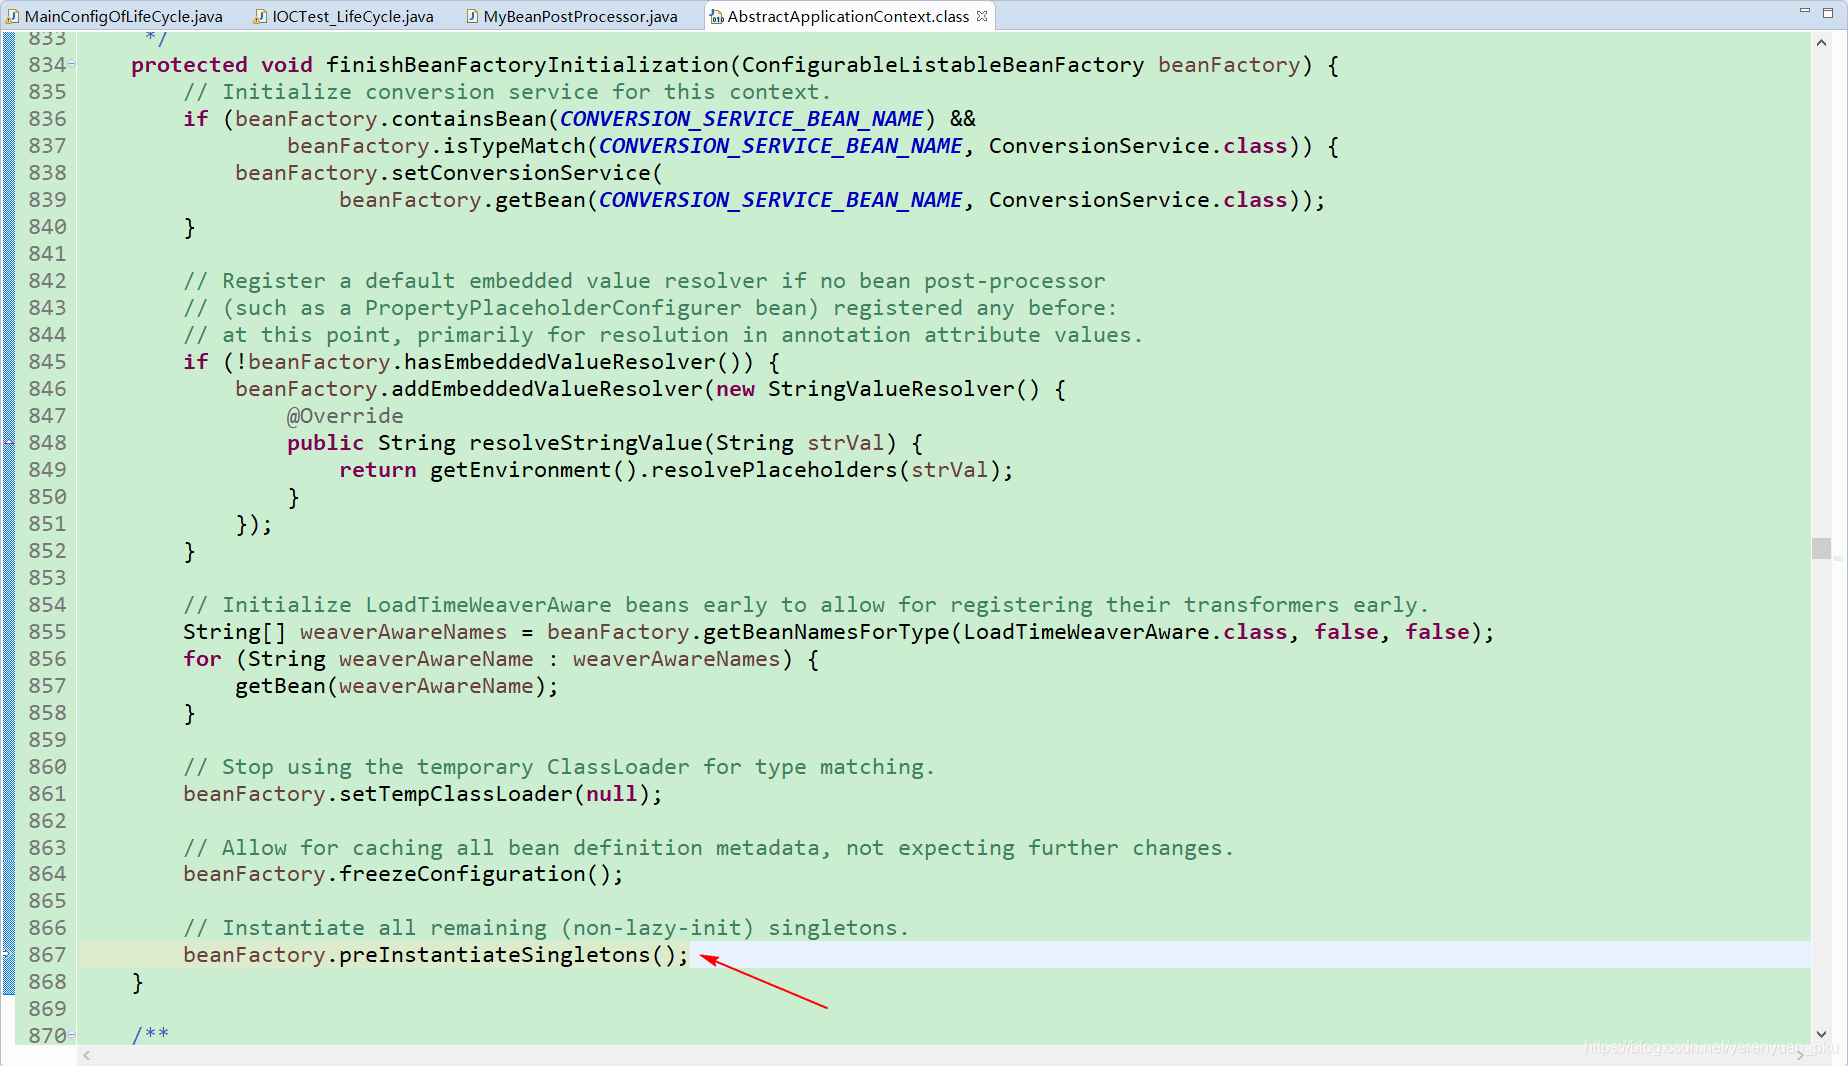 MainConfigOfLifeCycle.java IOCTest_LifeCycle.java MyBeanPostProcessor.java AbstractApplicationContext.class
833      */
834     protected void finishBeanFactoryInitialization(ConfigurableListableBeanFactory beanFactory) {
835         // Initialize conversion service for this context.
836         if (beanFactory.containsBean(CONVERSION_SERVICE_BEAN_NAME) &&
837                 beanFactory.isTypeMatch(CONVERSION_SERVICE_BEAN_NAME, ConversionService.class)) {
838             beanFactory.setConversionService(
839                     beanFactory.getBean(CONVERSION_SERVICE_BEAN_NAME, ConversionService.class));
840         }
841
842         // Register a default embedded value resolver if no bean post-processor
843         // (such as a PropertyPlaceholderConfigurer bean) registered any before:
844         // at this point, primarily for resolution in annotation attribute values.
845         if (!beanFactory.hasEmbeddedValueResolver()) {
846             beanFactory.addEmbeddedValueResolver(new StringValueResolver() {
847                 @Override
848                 public String resolveStringValue(String strVal) {
849                     return getEnvironment().resolvePlaceholders(strVal);
850                 }
851             });
852         }
853
854         // Initialize LoadTimeWeaverAware beans early to allow for registering their transformers early.
855         String[] weaverAwareNames = beanFactory.getBeanNamesForType(LoadTimeWeaverAware.class, false, false);
856         for (String weaverAwareName : weaverAwareNames) {
857             getBean(weaverAwareName);
858         }
859
860         // Stop using the temporary ClassLoader for type matching.
861         beanFactory.setTempClassLoader(null);
862
863         // Allow for caching all bean definition metadata, not expecting further changes.
864         beanFactory.freezeConfiguration();
865
866         // Instantiate all remaining (non-lazy-init) singletons.
867         beanFactory.preInstantiateSingletons();
868     }
869
870     /**
https://blog.csdn.net/yerenyuan_pku